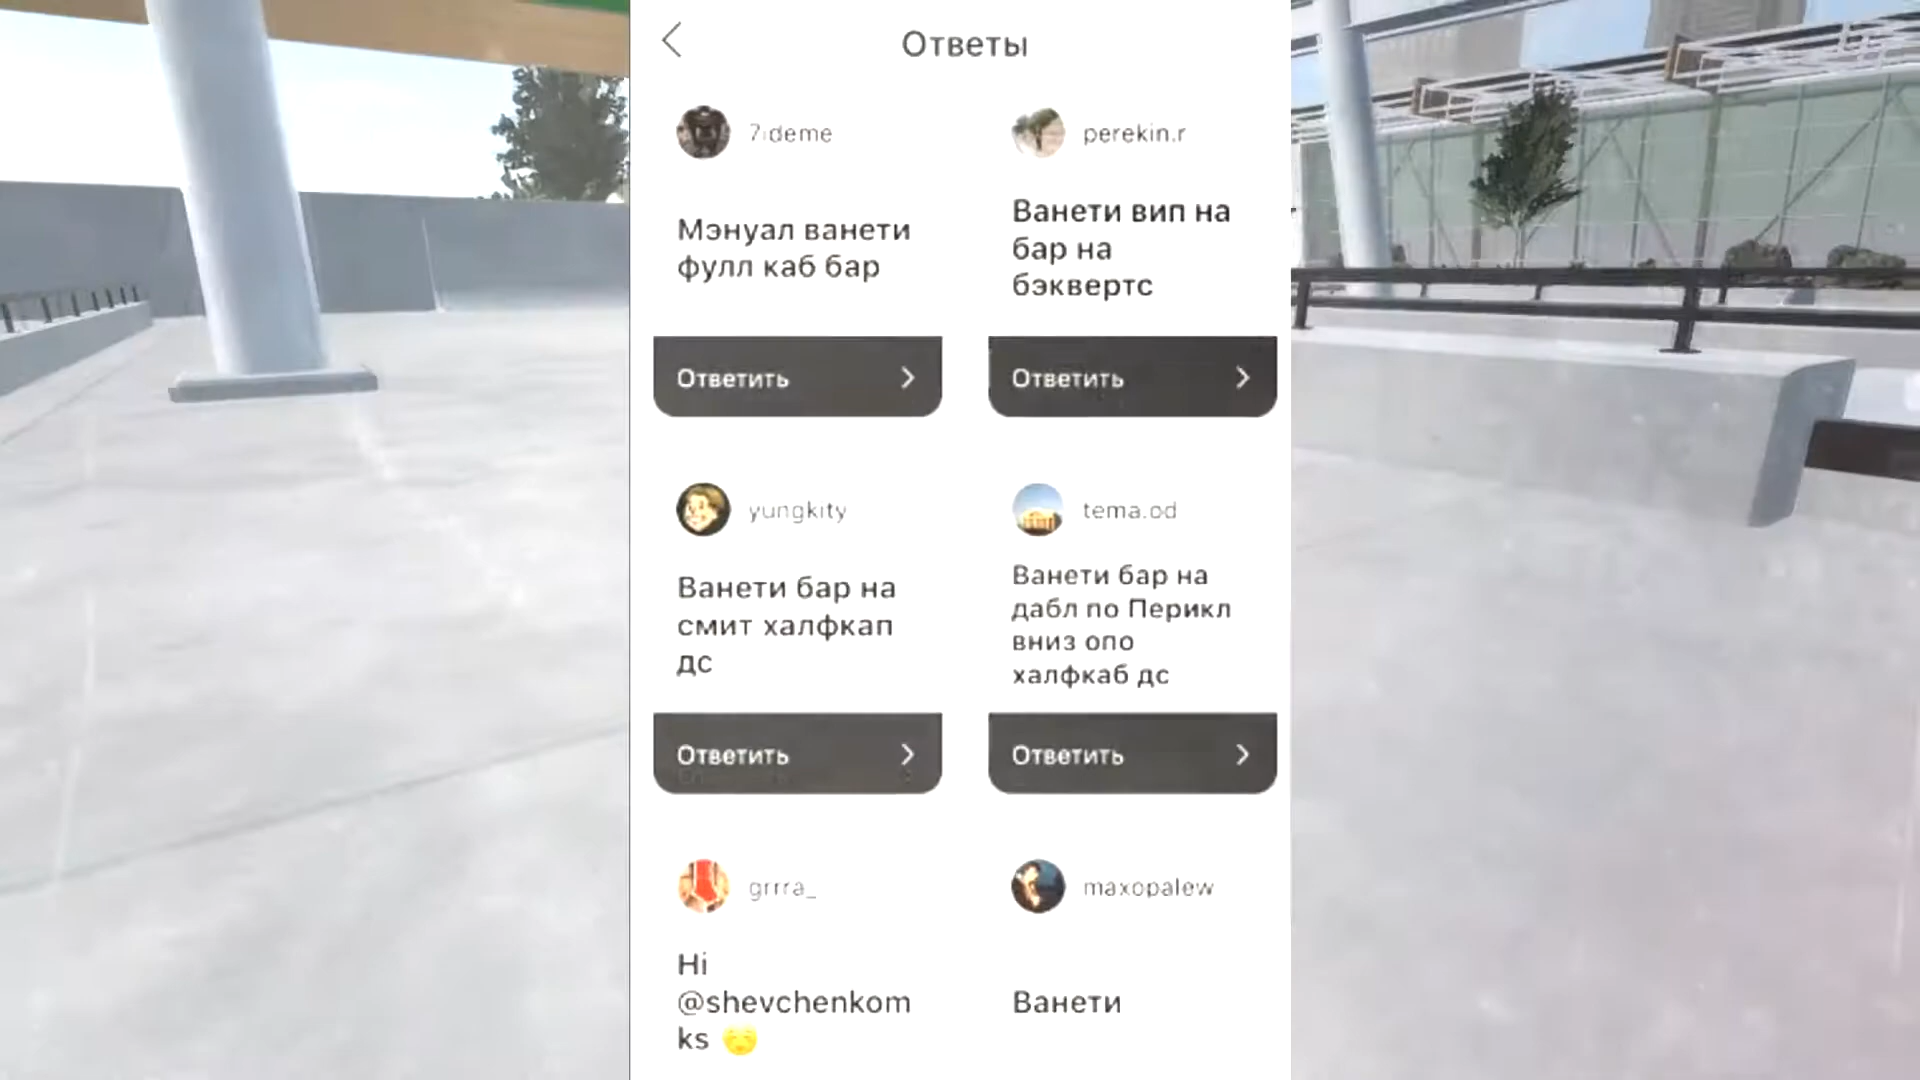 Ответы
7ideme
Мэнуал ванети
фулл каб бар
Ответить
perekin.r
Ванети вип на
бар на
бэквертс
Ответить
yungkity
Ванети бар на
смит халфкап
дс
Ответить
tema.od
Ванети бар на
дабл по Перикл
вниз опо
халфкаб дс
Ответить
grrra_
Hi
@shevchenkom
ks
maxopalew
Ванети